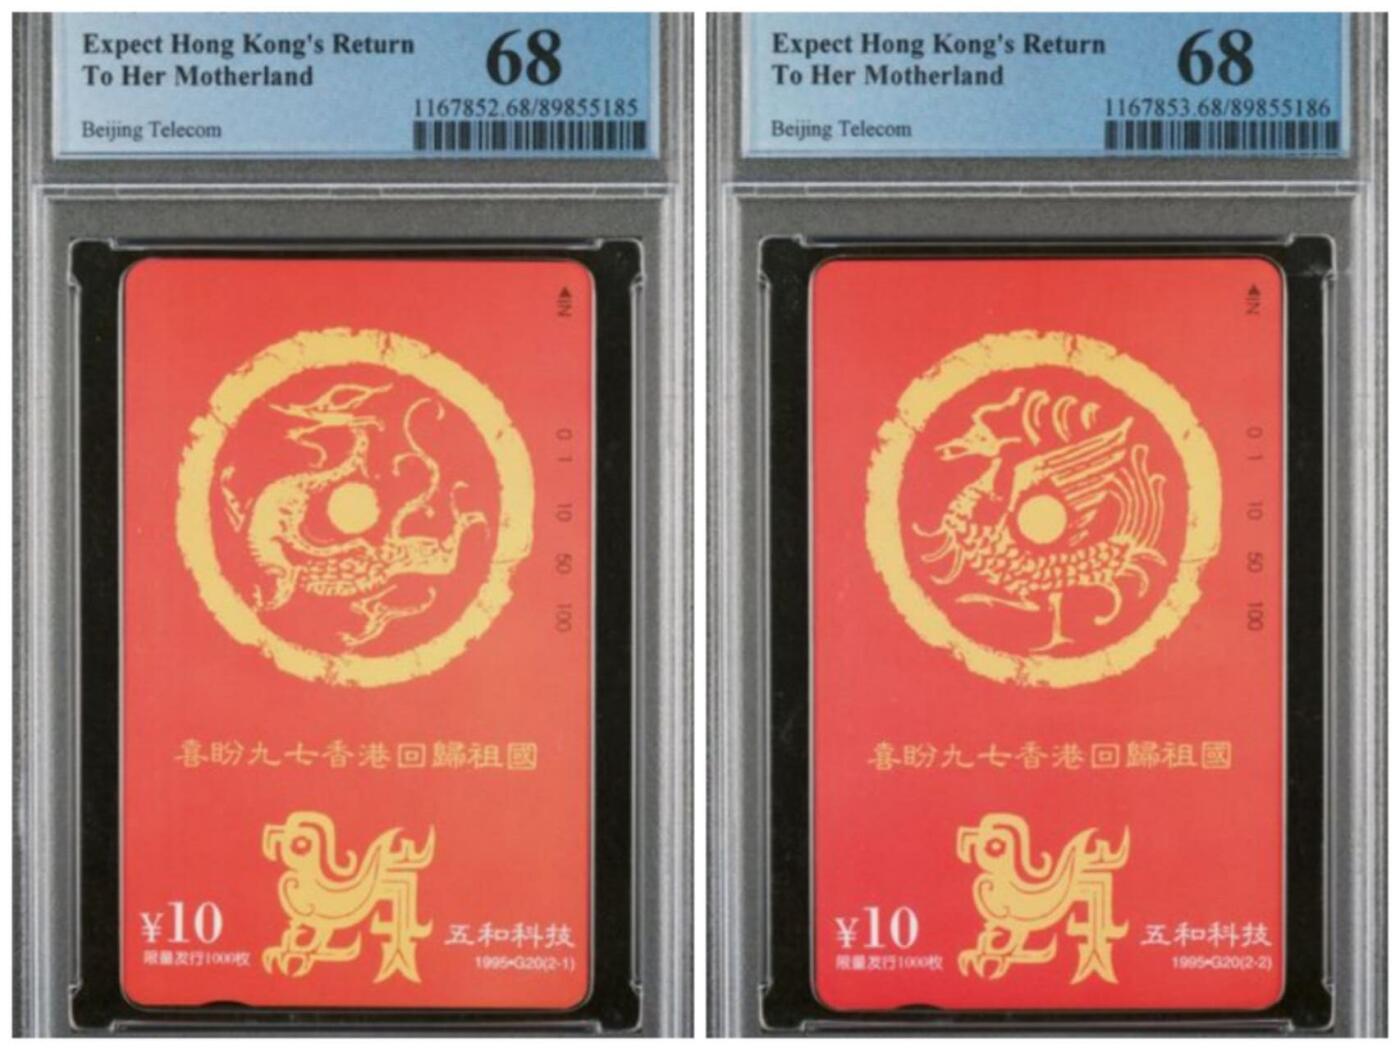 Expect Hong Kong's Return
To Her Motherland
68
1167852.68/89855185
Beijing Telecom
IN
0 1 10 50 100
喜盼九七香港回歸祖國
¥10
限量发行1000枚
五和科技
1995•G20(2-1)
Expect Hong Kong's Return
To Her Motherland
68
1167853.68/89855186
Beijing Telecom
IN
0 1 10 50 100
喜盼九七香港回歸祖國
¥10
限量发行1000枚
五和科技
1995•G20(2-2)